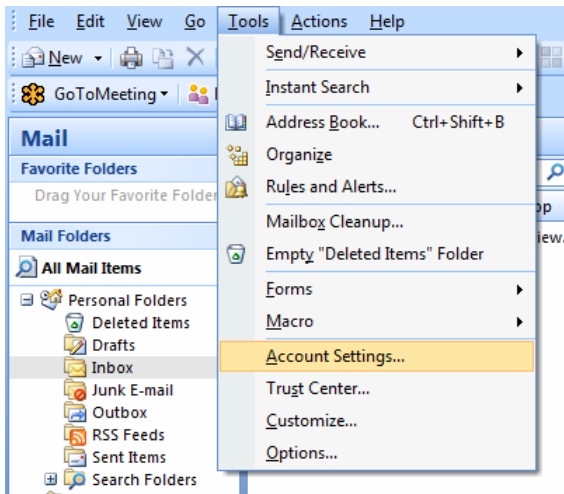 File Edit View Go Tools Actions Help
New
GoToMeeting
Mail
Favorite Folders
Drag Your Favorite Folder
Mail Folders
All Mail Items
Personal Folders
Deleted Items
Drafts
Inbox
Junk E-mail
Outbox
RSS Feeds
Sent Items
Search Folders
Send/Receive
Instant Search
Address Book... Ctrl+Shift+B
Organize
Rules and Alerts...
Mailbox Cleanup...
Empty "Deleted Items" Folder
Forms
Macro
Account Settings...
Trust Center...
Customize...
Options...